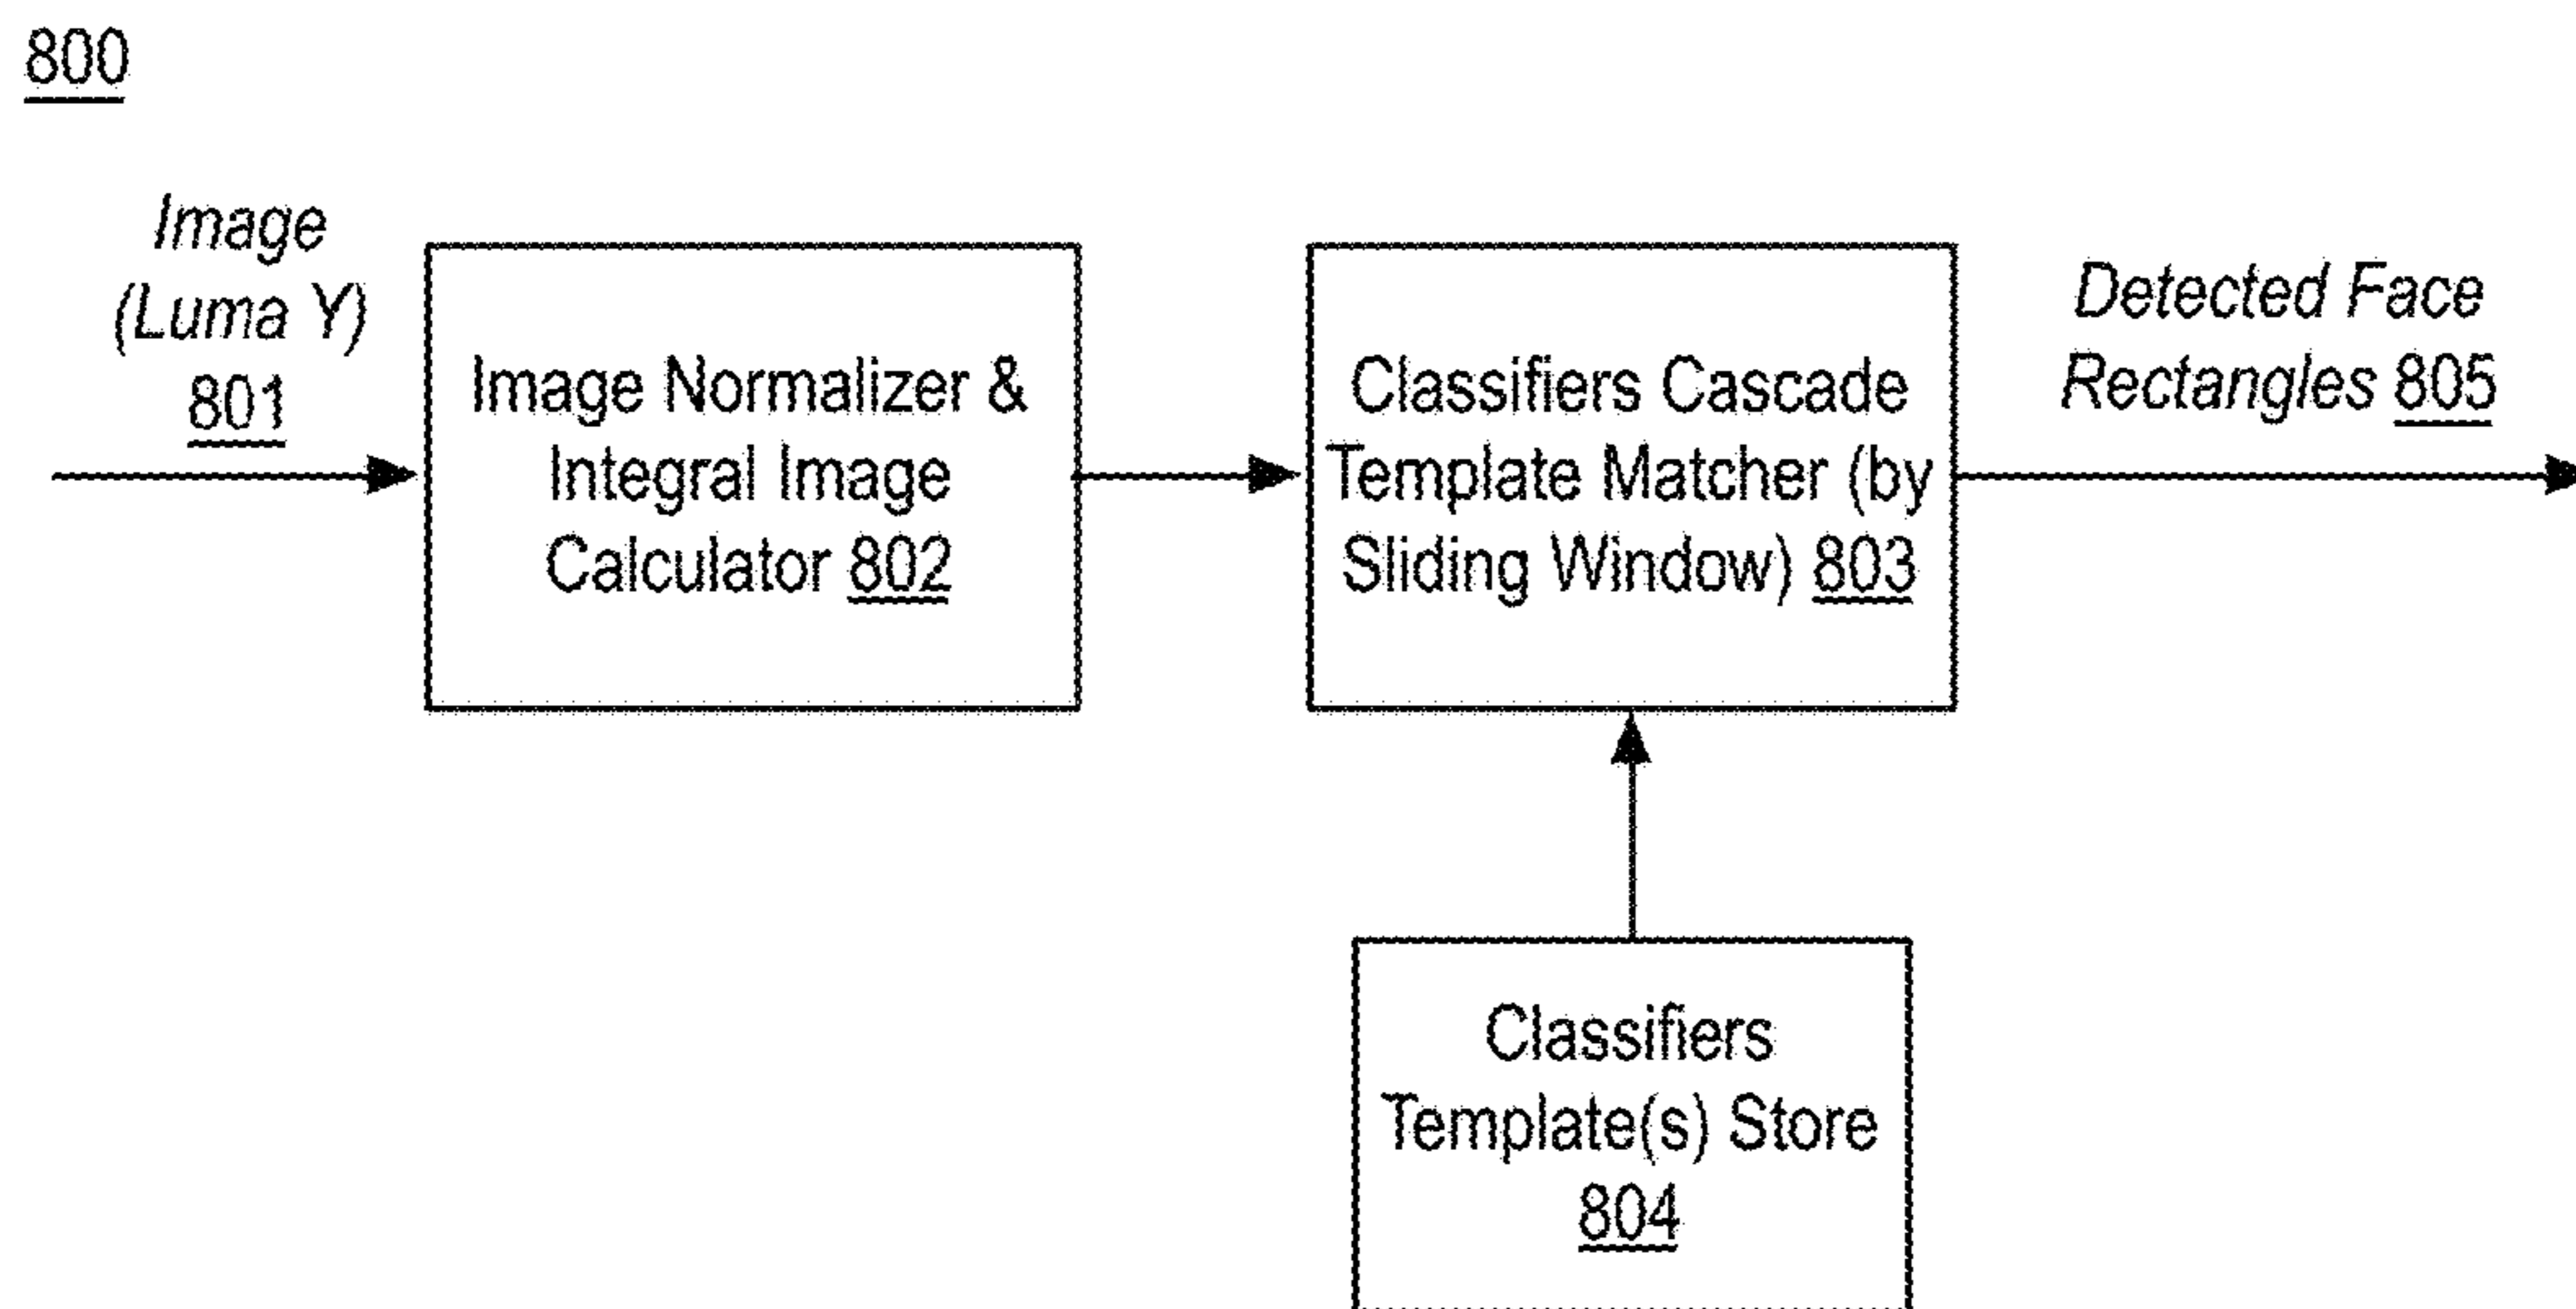 800
Image
(Luma Y)
801
Image Normalizer &
Integral Image
Calculator 802
Classifiers Cascade
Template Matcher (by
Sliding Window) 803
Detected Face
Rectangles 805
Classifiers
Template(s) Store
804